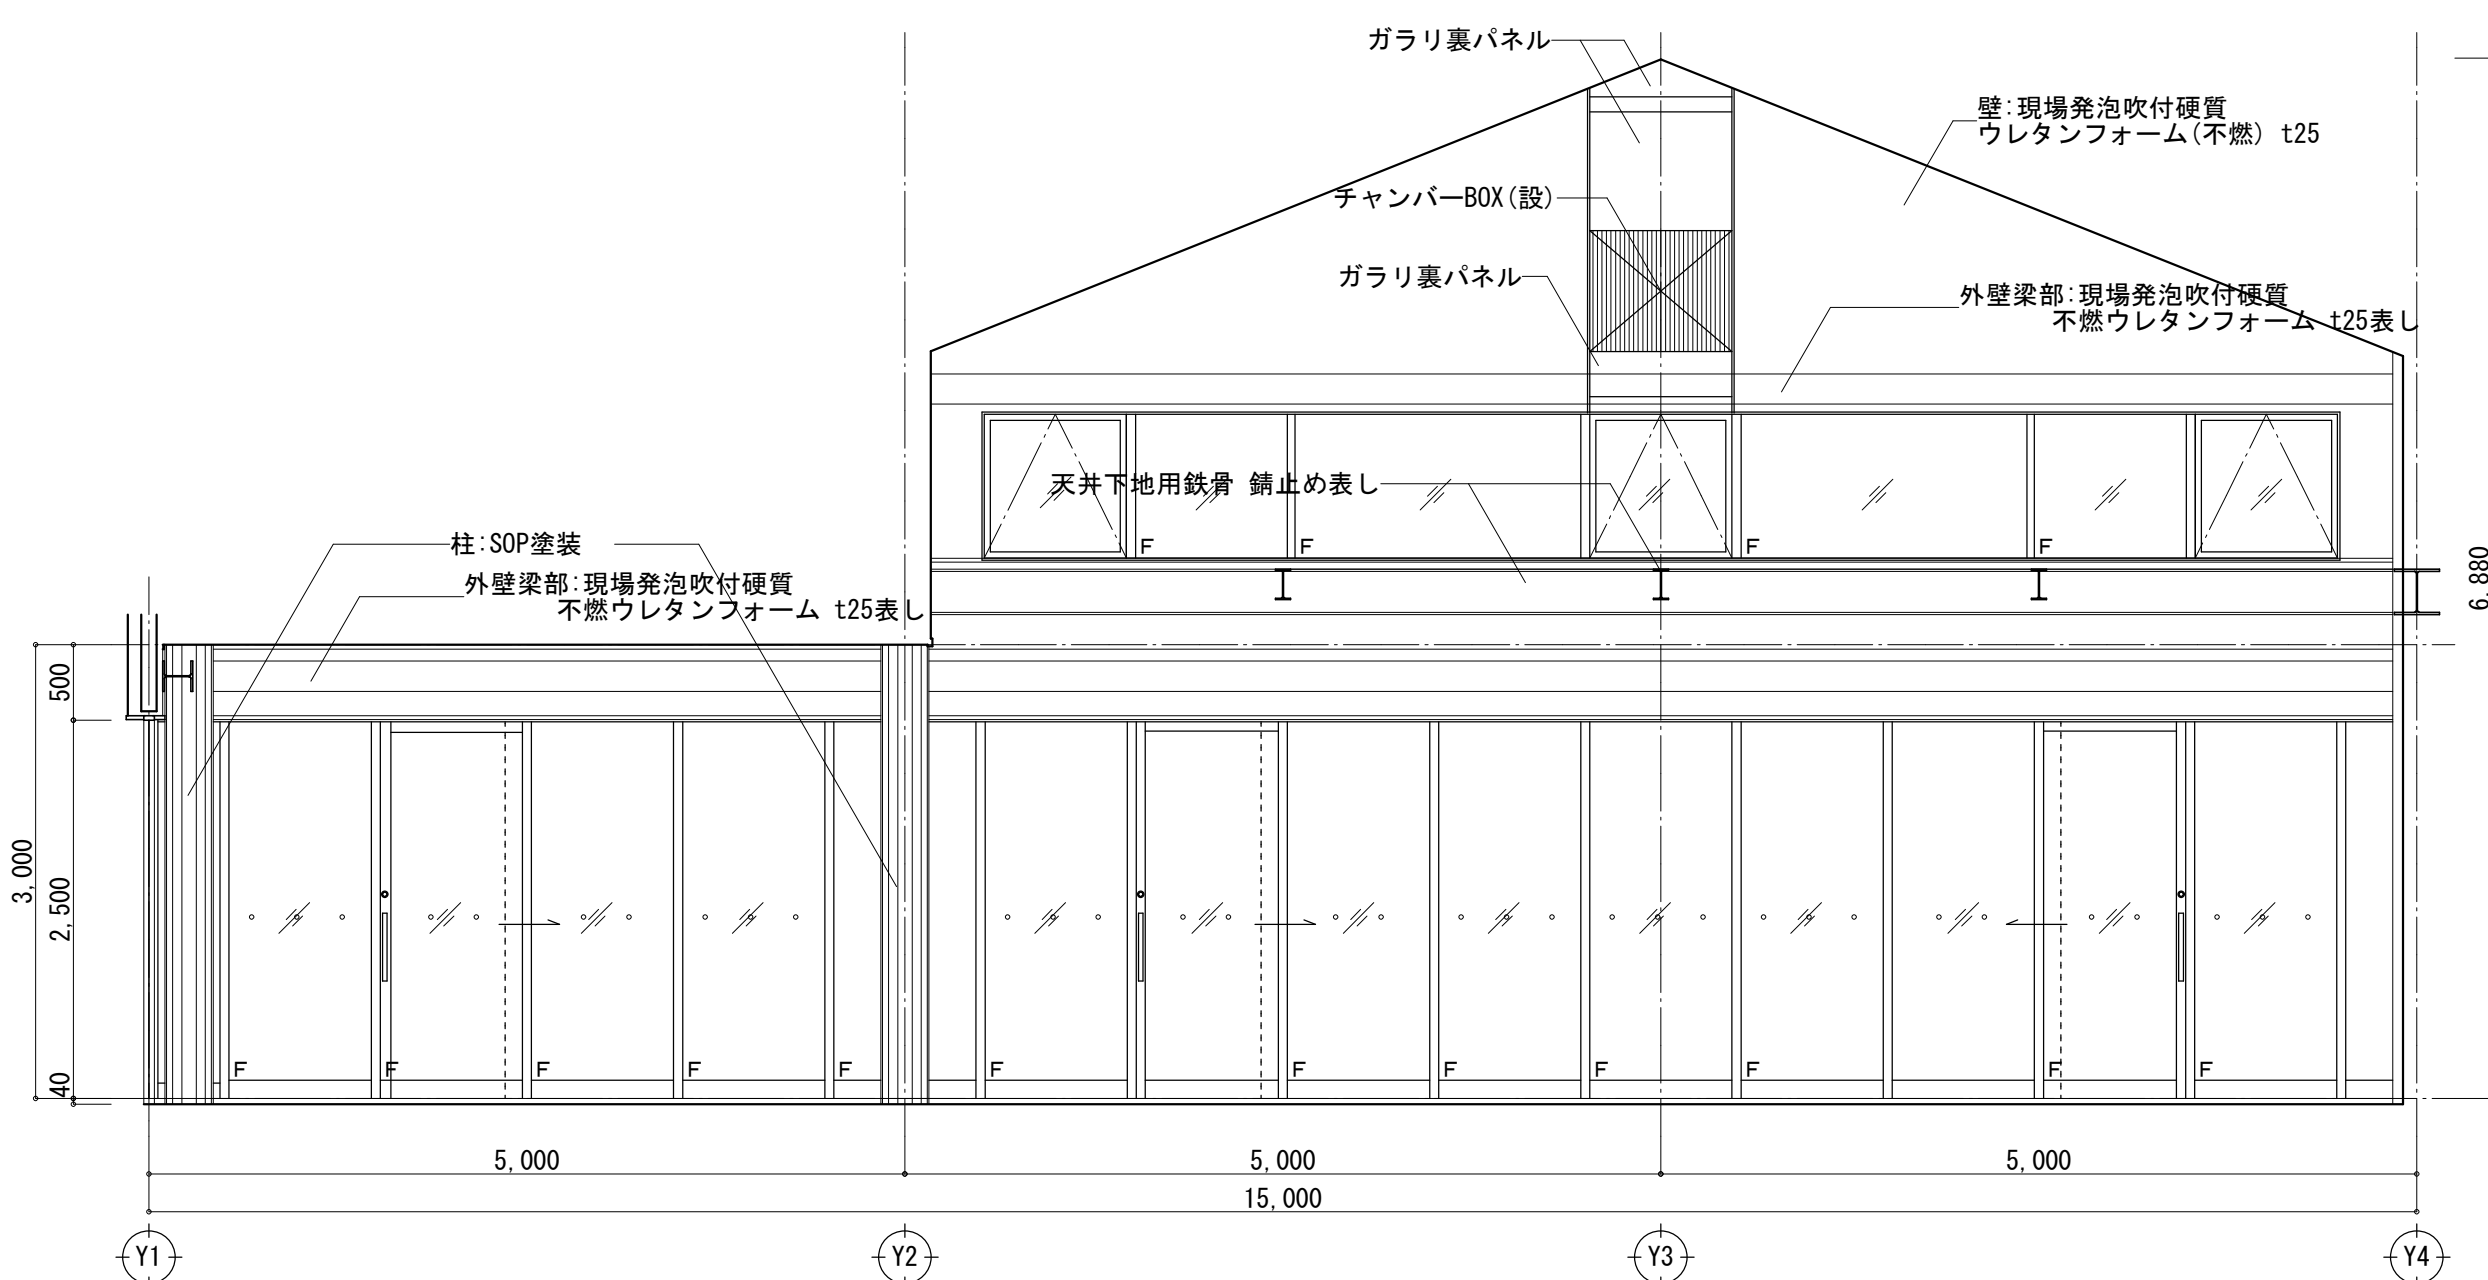 ガラリ裏パネル
壁:現場発泡吹付硬質
ウレタンフォーム(不燃) t25
チャンバーBOX(設)
ガラリ裏パネル
外壁梁部:現場発泡吹付硬質
不燃ウレタンフォーム t25表し
天井下地用鉄骨 錆止め表し
F
F
F
F
柱:SOP塗装
外壁梁部:現場発泡吹付硬質
不燃ウレタンフォーム t25表し
6,880
500
3,000
2,500
40
F
F
F
F
F
F
F
F
F
F
F
F
5,000
5,000
5,000
15,000
Y1
Y2
Y3
Y4